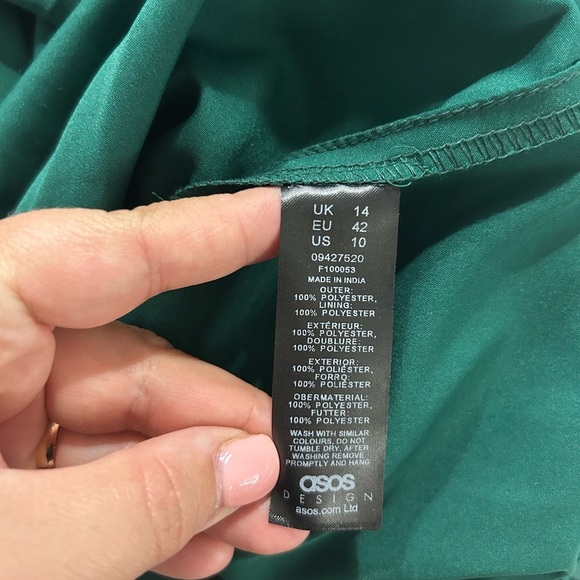 UK 14
EU 42
US 10
09427520
F100053
MADE IN INDIA
OUTER:
100% POLYESTER,
LINING:
100% POLYESTER
EXTÉRIEUR:
100% POLYESTER,
DOUBLURE:
100% POLYESTER
EXTERIOR:
100% POLIÉSTER,
FORRO:
100% POLIÉSTER
OBERMATERIAL:
100% POLYESTER,
FUTTER:
100% POLYESTER
WASH WITH SIMILAR
COLOURS, DO NOT
TUMBLE DRY, AFTER
WASHING REMOVE
PROMPTLY AND HANG
asos
DESIGN
asos.com Ltd